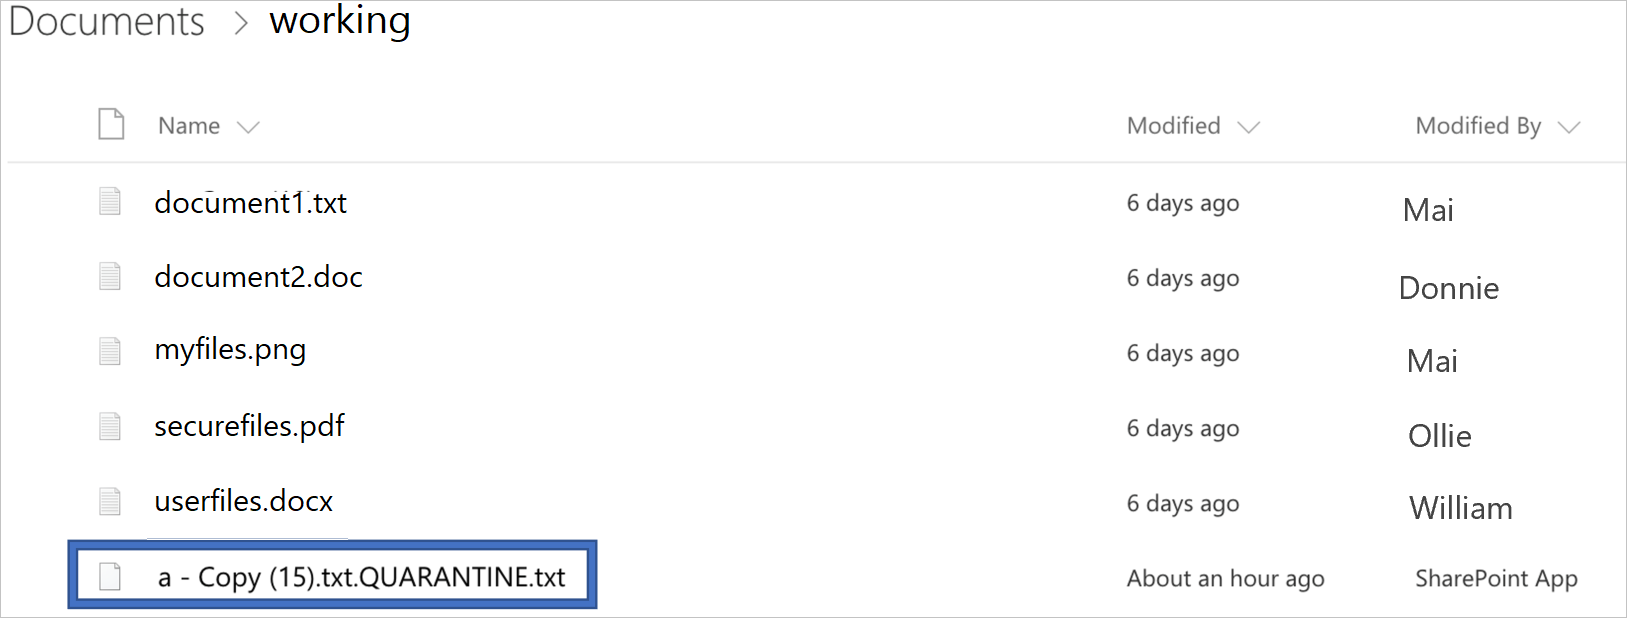 Documents > working
Name Modified Modified By
document1.txt 6 days ago Mai
document2.doc 6 days ago Donnie
myfiles.png 6 days ago Mai
securefiles.pdf 6 days ago Ollie
userfiles.docx 6 days ago William
a - Copy (15).txt.QUARANTINE.txt About an hour ago SharePoint App